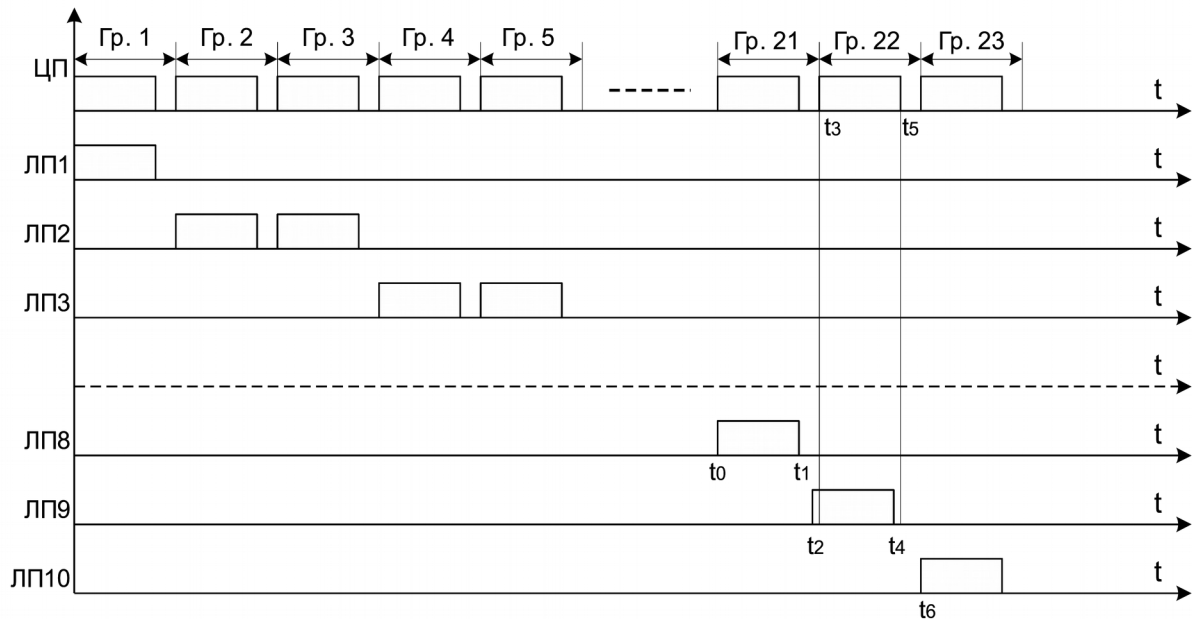 Гр. 1 Гр. 2 Гр. 3 Гр. 4 Гр. 5 Гр. 21 Гр. 22 Гр. 23
ЦП t
t3 t5
ЛП1 t
ЛП2 t
ЛП3 t
t
ЛП8 t
t0 t1
ЛП9 t
t2 t4
ЛП10 t
t6